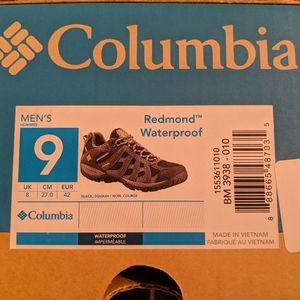 Columbia
MEN'S
HOMMES
9
UK
CM
EUR
8
27.0
42
Redmond™
Waterproof
BLACK, SQUASH / NOIR, COURGE
Columbia
WATERPROOF
IMPERMÉABLE
1553611010
BM 3938 - 010
8 88665 48703 5
MADE IN VIETNAM
FABRIQUÉ AU VIETNAM